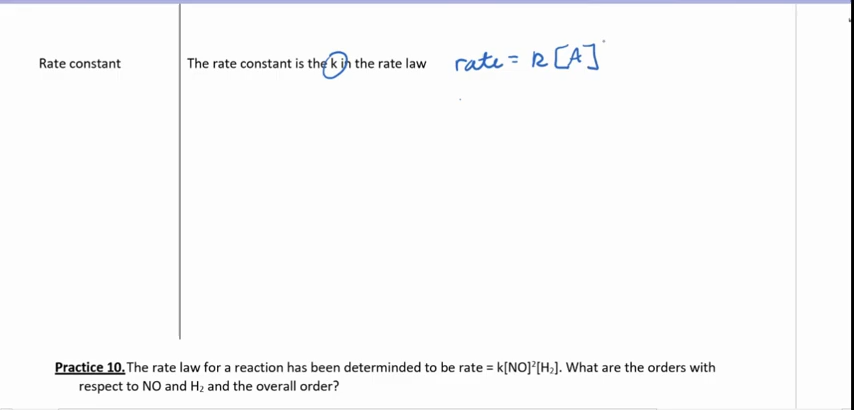 Rate constant
The rate constant is the k in the rate law rate = k [A]
Practice 10. The rate law for a reaction has been determinded to be rate = k[NO]²[H₂]. What are the orders with
respect to NO and H₂ and the overall order?